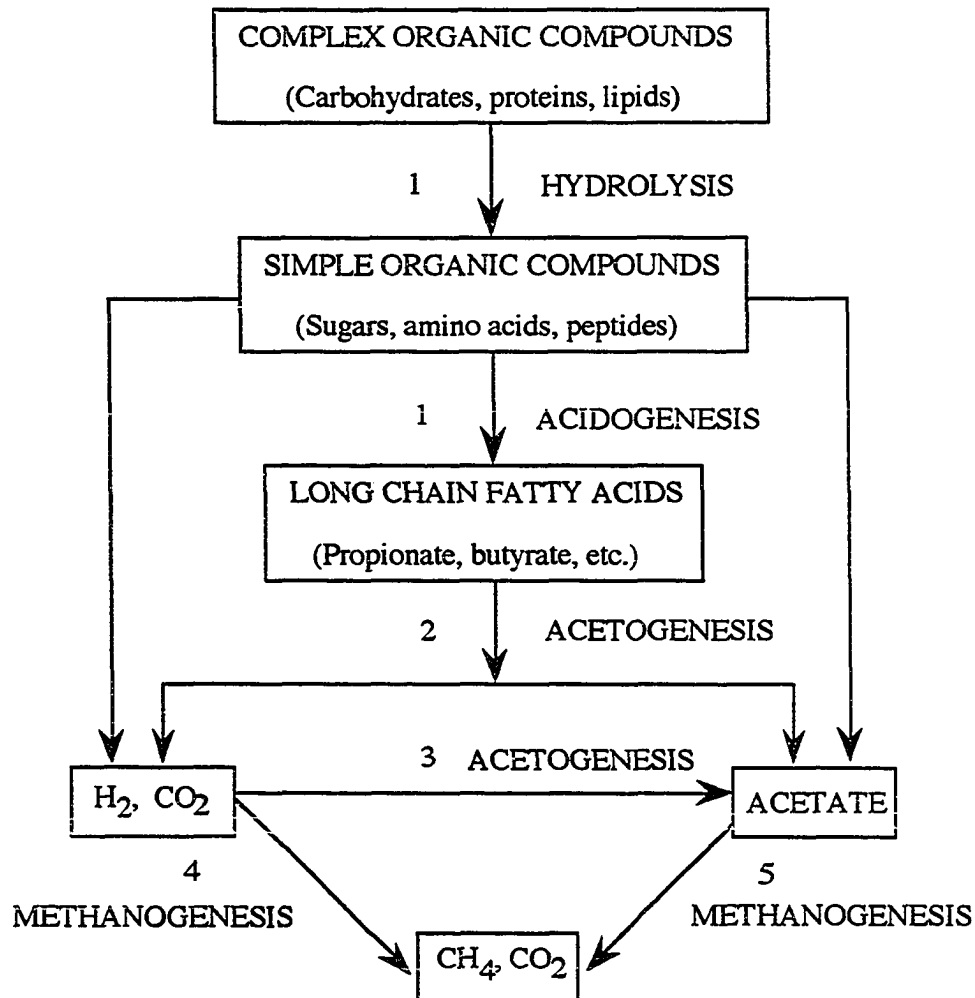 COMPLEX ORGANIC COMPOUNDS
(Carbohydrates, proteins, lipids)
1 HYDROLYSIS
SIMPLE ORGANIC COMPOUNDS
(Sugars, amino acids, peptides)
1 ACIDOGENESIS
LONG CHAIN FATTY ACIDS
(Propionate, butyrate, etc.)
2 ACETOGENESIS
3 ACETOGENESIS
H2, CO2
ACETATE
4
METHANOGENESIS
5
METHANOGENESIS
CH4, CO2